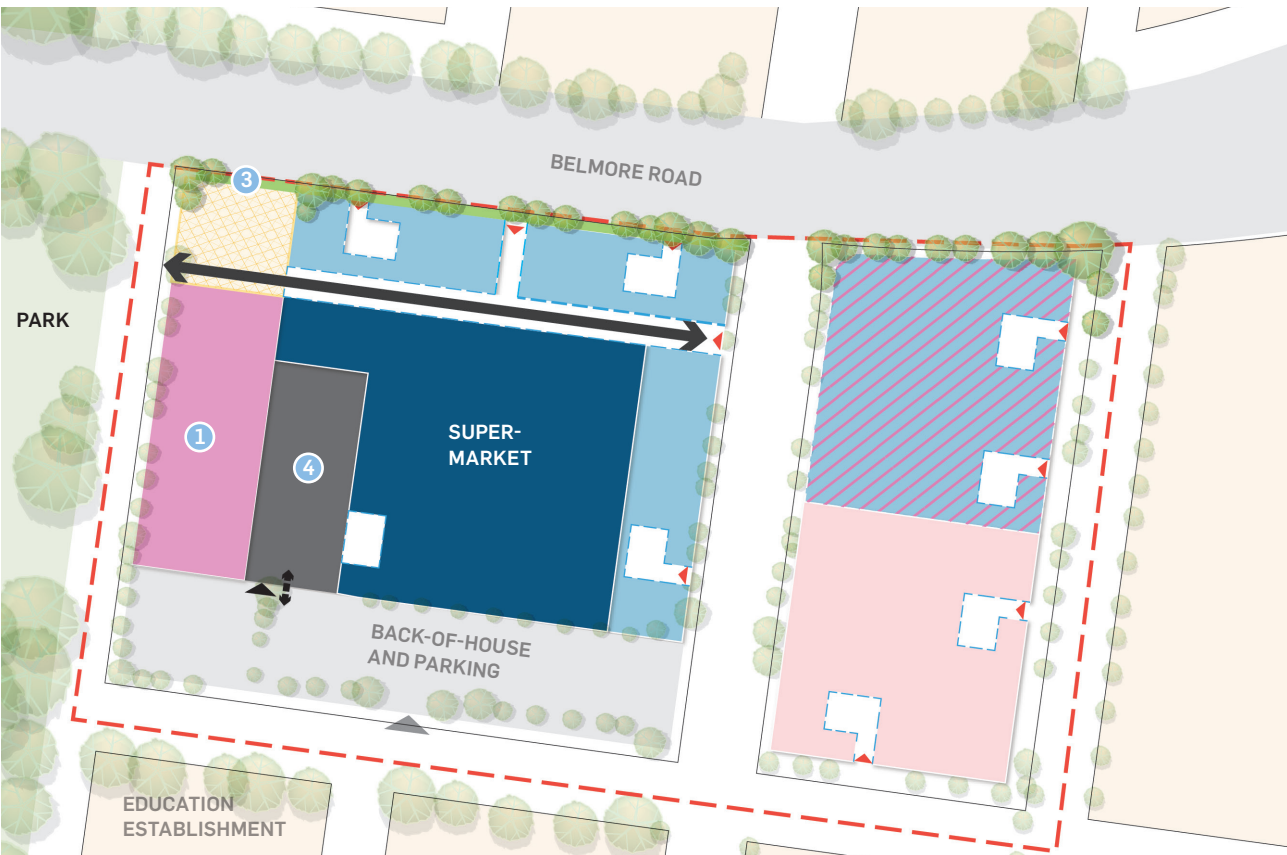 3
BELMORE ROAD
PARK
1
4
SUPER-
MARKET
BACK-OF-HOUSE
AND PARKING
EDUCATION
ESTABLISHMENT